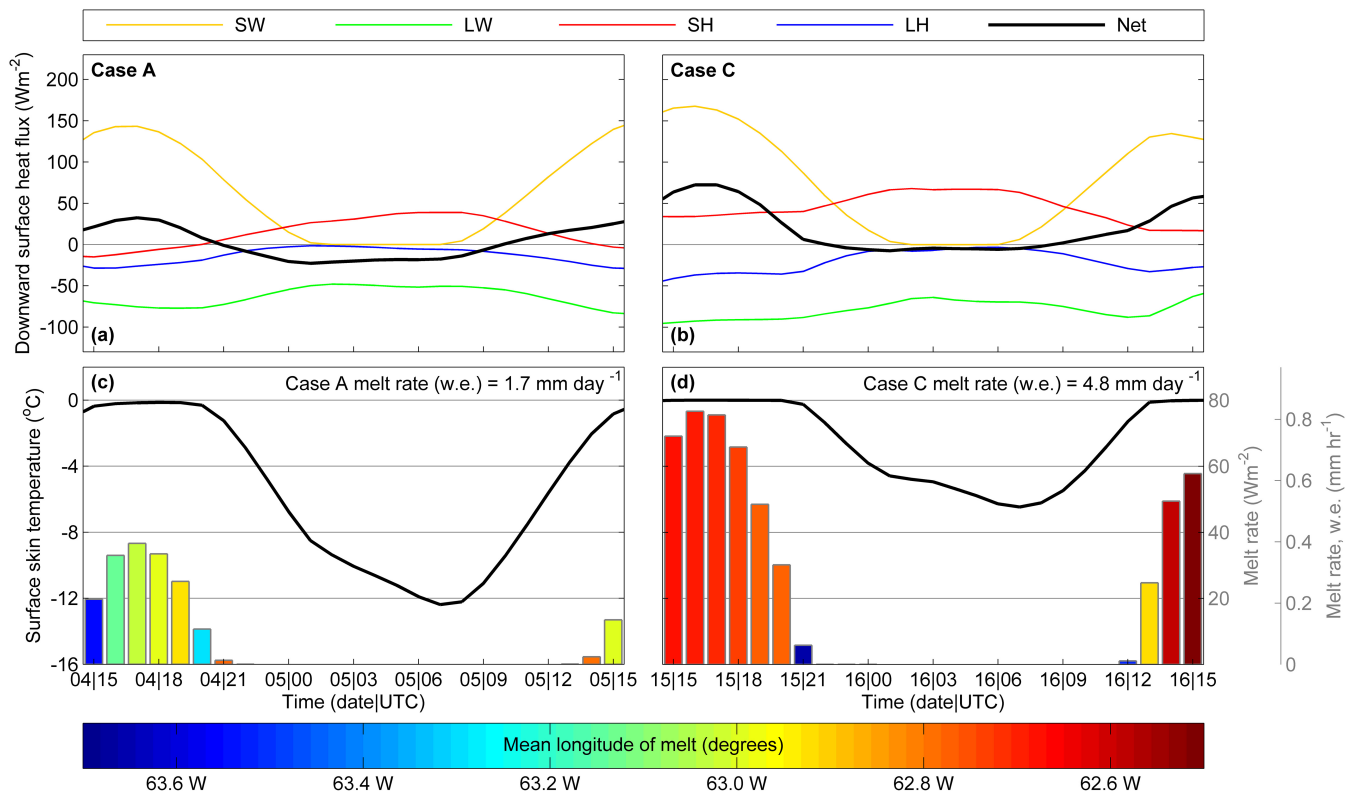 SW LW SH LH Net
Downward surface heat flux (Wm-2)
200
150
100
50
0
-50
-100
Case A
(a)
Case C
(b)
Surface skin temperature (oC)
0
-4
-8
-12
-16
(c)
Case A melt rate (w.e.) = 1.7 mm day -1
04|15 04|18 04|21 05|00 05|03 05|06 05|09 05|12 05|15
Time (date|UTC)
(d)
Case C melt rate (w.e.) = 4.8 mm day -1
15|15 15|18 15|21 16|00 16|03 16|06 16|09 16|12 16|15
Time (date|UTC)
80
60
40
20
Melt rate (Wm-2)
0.8
0.6
0.4
0.2
0
Melt rate, w.e. (mm hr-1)
Mean longitude of melt (degrees)
63.6 W 63.4 W 63.2 W 63.0 W 62.8 W 62.6 W